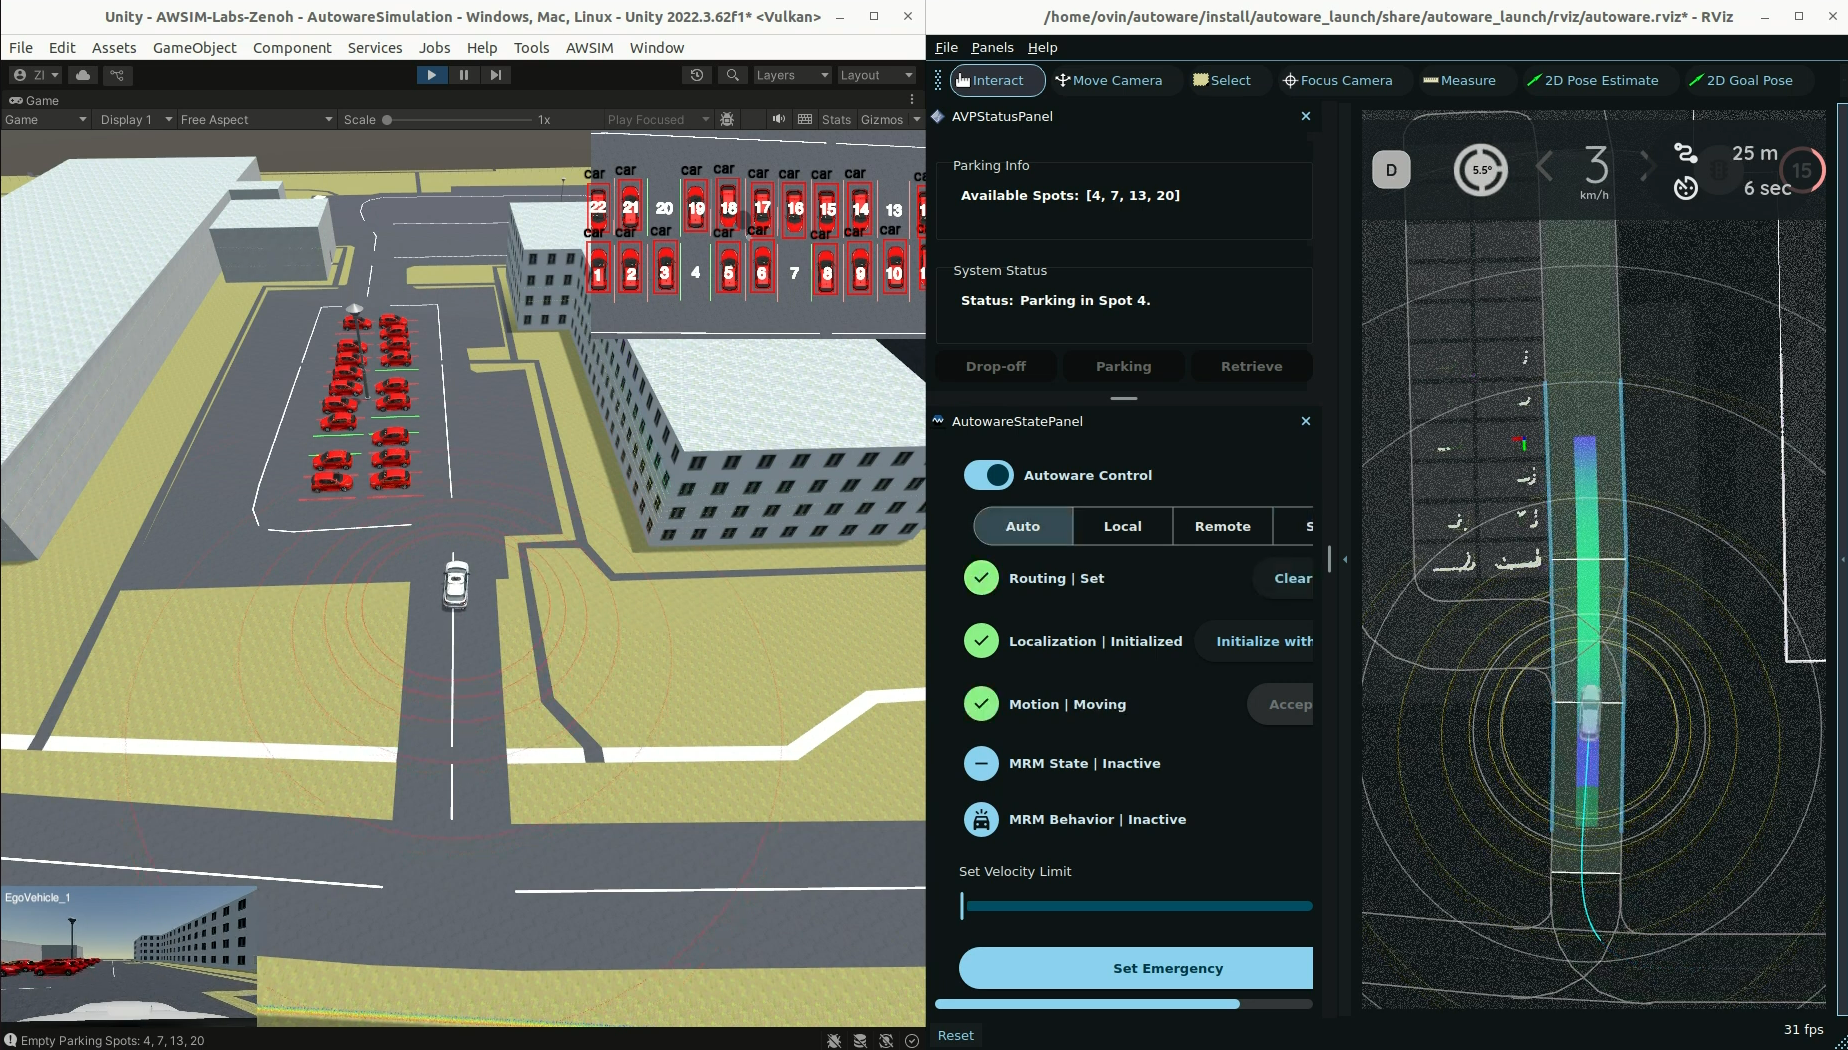 Unity - AWSIM-Labs-Zenoh - AutowareSimulation - Windows, Mac, Linux - Unity 2022.3.62f1* <Vulkan>
File Edit Assets GameObject Component Services Jobs Help Tools AWSIM Window
ZI Layers Layout
Game
Game Display 1 Free Aspect Scale 1x Play Focused Stats Gizmos
car car car car car car car car
22 21 20 19 18 17 16 15 14 13
car car car car car car car car
1 2 3 4 5 6 7 8 9 10
EgoVehicle_1
Empty Parking Spots: 4, 7, 13, 20
/home/ovin/autoware/install/autoware_launch/share/autoware_launch/rviz/autoware.rviz* - RViz
File Panels Help
Interact Move Camera Select Focus Camera Measure 2D Pose Estimate 2D Goal Pose
AVPStatusPanel
Parking Info
Available Spots: [4, 7, 13, 20]
System Status
Status: Parking in Spot 4.
Drop-off Parking Retrieve
AutowareStatePanel
Autoware Control
Auto Local Remote S
Routing | Set Clear
Localization | Initialized Initialize with
Motion | Moving Accep
MRM State | Inactive
MRM Behavior | Inactive
Set Velocity Limit
Set Emergency
Reset
D 5.5° 3 km/h 25 m 15
6 sec
31 fps